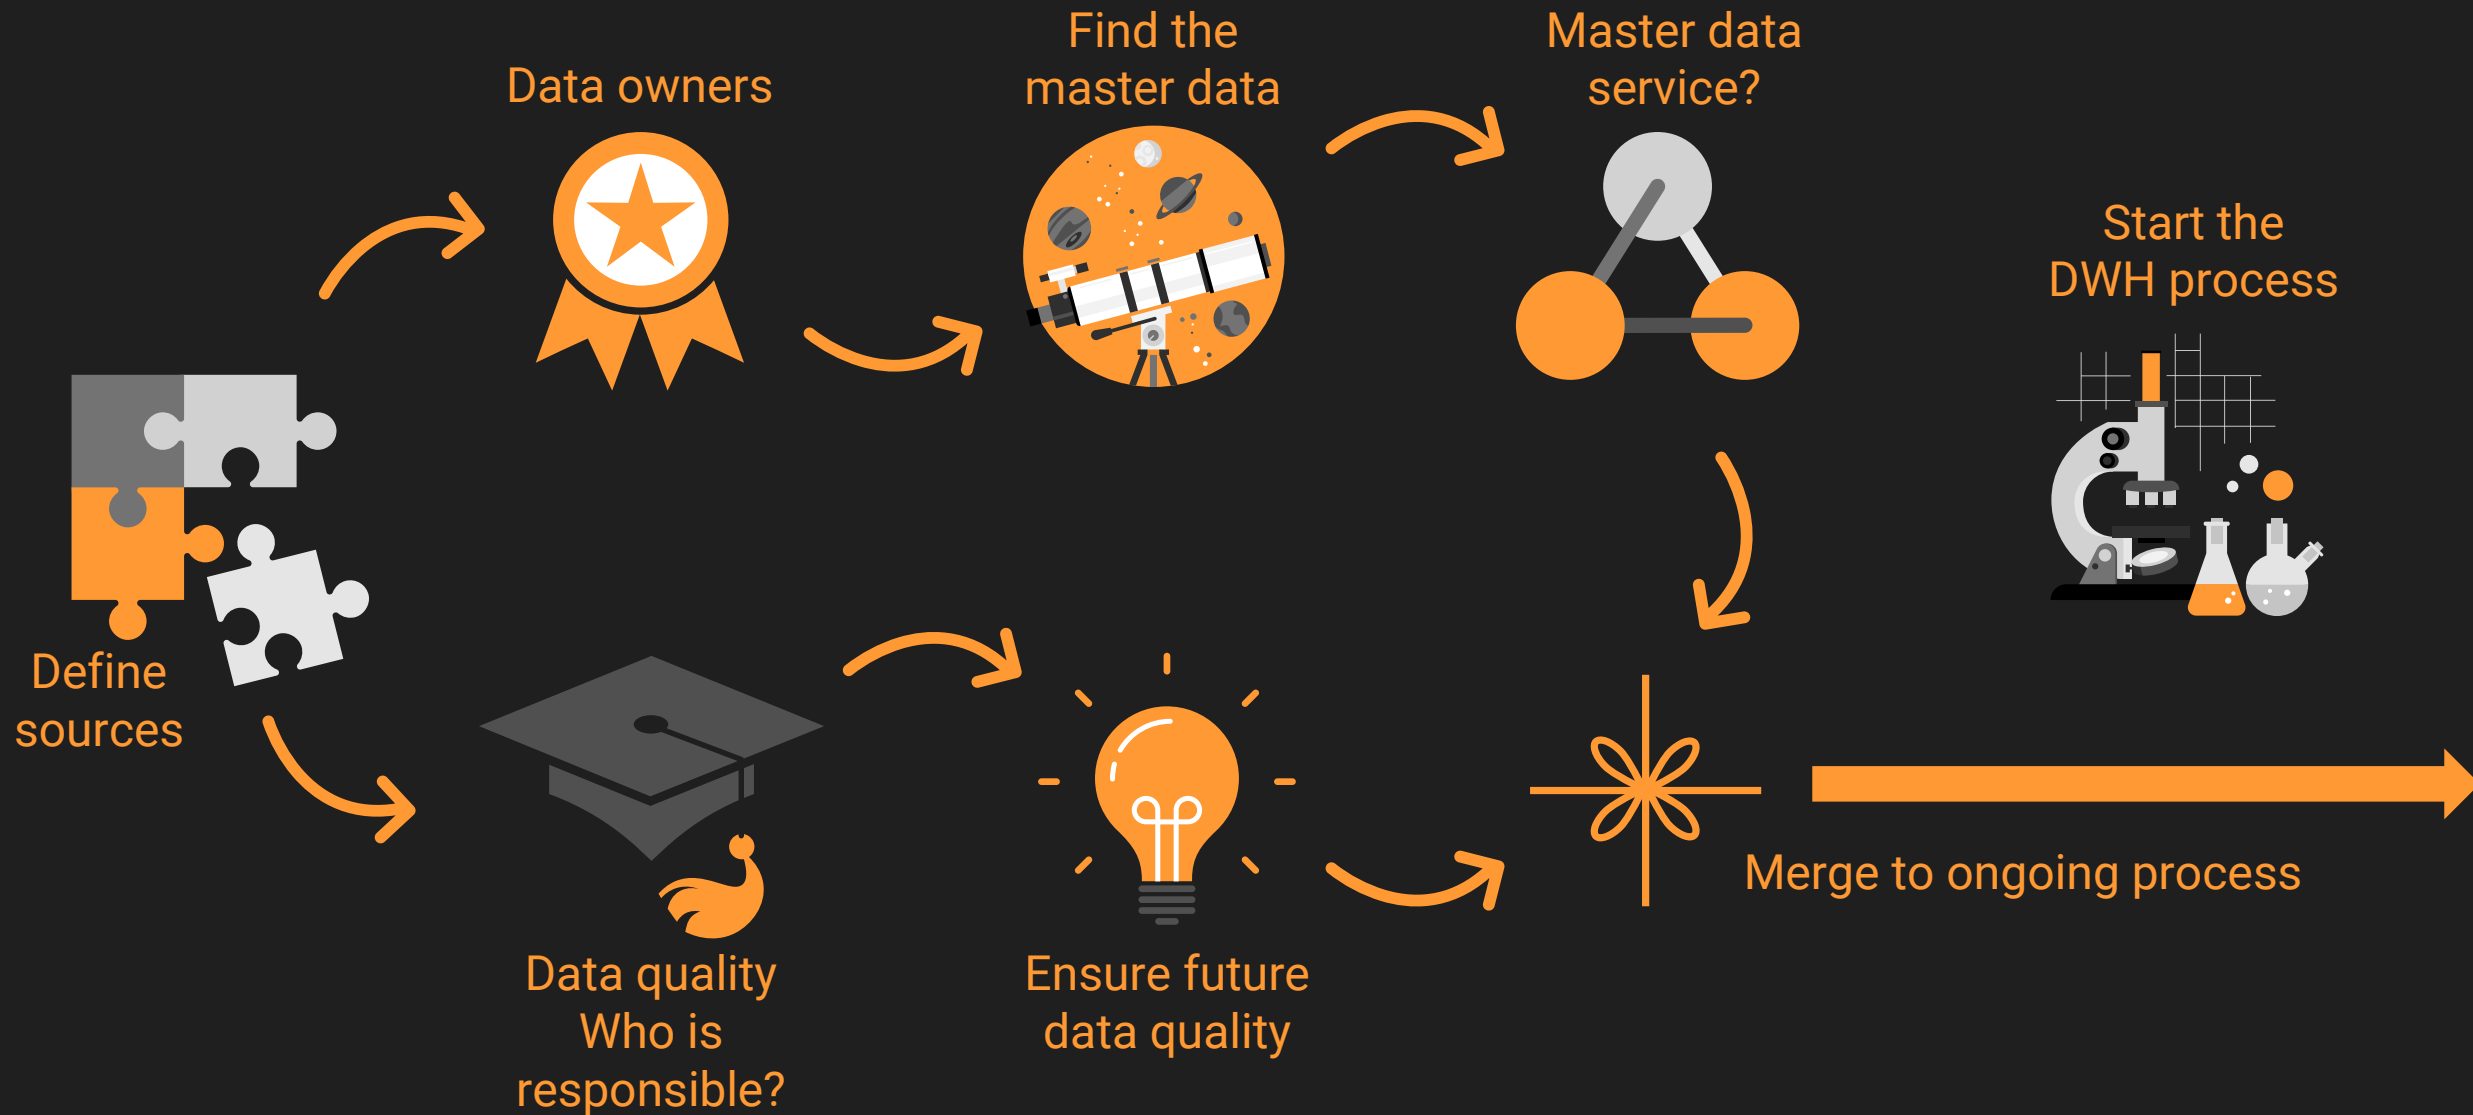 Data owners
Find the
master data
Master data
service?
Start the
DWH process
Define
sources
Data quality
Who is
responsible?
Ensure future
data quality
Merge to ongoing process